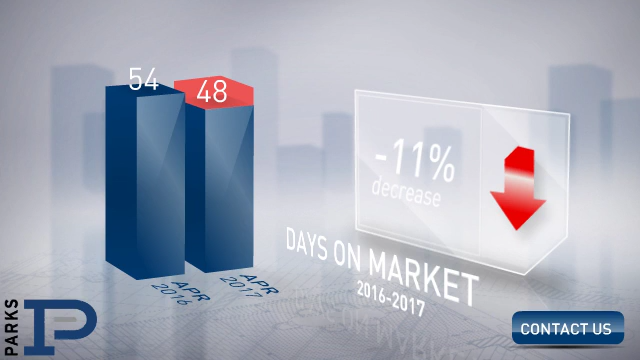 54
48
-11%
decrease
DAYS ON MARKET
2016-2017
APR
2016
APR
2017
PARKS
P
CONTACT US